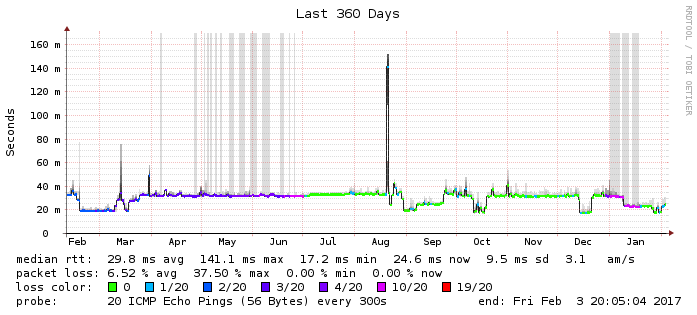 Last 360 Days
RRDTOOL / TOBI OETIKER
Seconds
160 m
140 m
120 m
100 m
80 m
60 m
40 m
20 m
0
Feb Mar Apr May Jun Jul Aug Sep Oct Nov Dec Jan
median rtt: 29.8 ms avg 141.1 ms max 17.2 ms min 24.6 ms now 9.5 ms sd 3.1 am/s
packet loss: 6.52 % avg 37.50 % max 0.00 % min 0.00 % now
loss color: 0 1/20 2/20 3/20 4/20 10/20 19/20
probe: 20 ICMP Echo Pings (56 Bytes) every 300s end: Fri Feb 3 20:05:04 2017